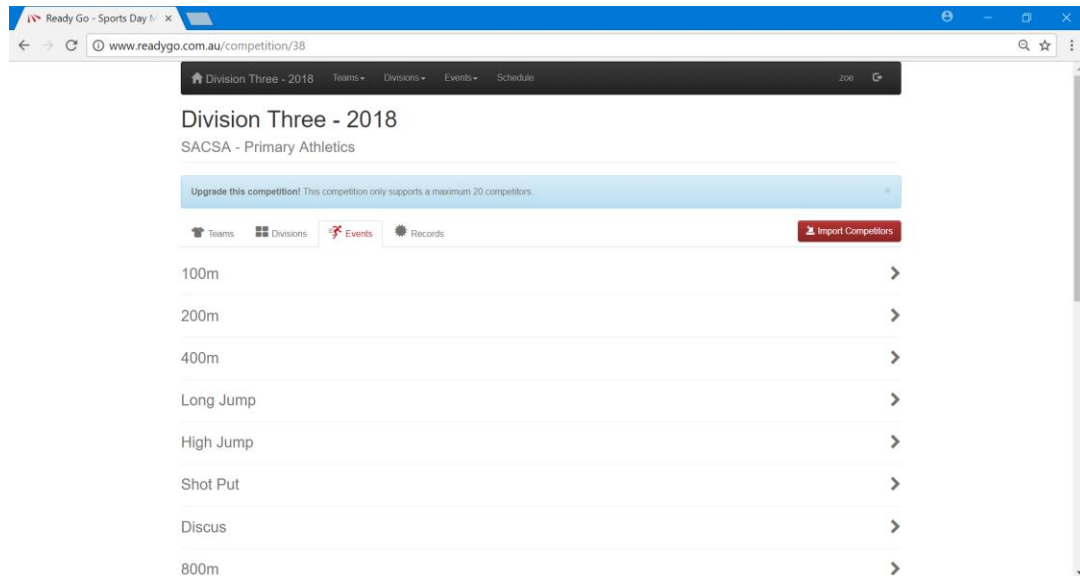 Ready Go - Sports Day M
www.readygo.com.au/competition/38
Division Three - 2018 Teams Divisions Events Schedule zoe
Division Three - 2018
SACSA - Primary Athletics
Upgrade this competition! This competition only supports a maximum 20 competitors.
Teams Divisions Events Records Import Competitors
100m
200m
400m
Long Jump
High Jump
Shot Put
Discus
800m